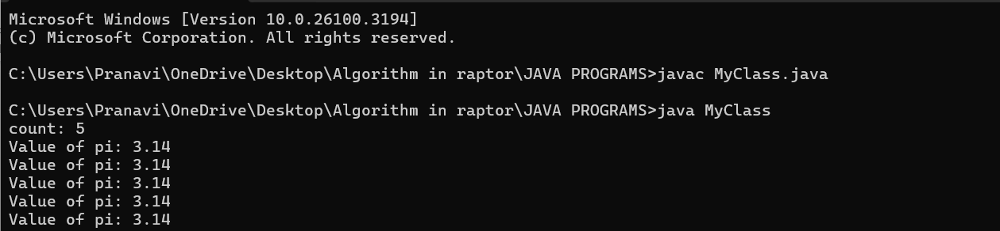 Microsoft Windows [Version 10.0.26100.3194]
(c) Microsoft Corporation. All rights reserved.
C:\Users\Pranavi\OneDrive\Desktop\Algorithm in raptor\JAVA PROGRAMS>javac MyClass.java
C:\Users\Pranavi\OneDrive\Desktop\Algorithm in raptor\JAVA PROGRAMS>java MyClass
count: 5
Value of pi: 3.14
Value of pi: 3.14
Value of pi: 3.14
Value of pi: 3.14
Value of pi: 3.14